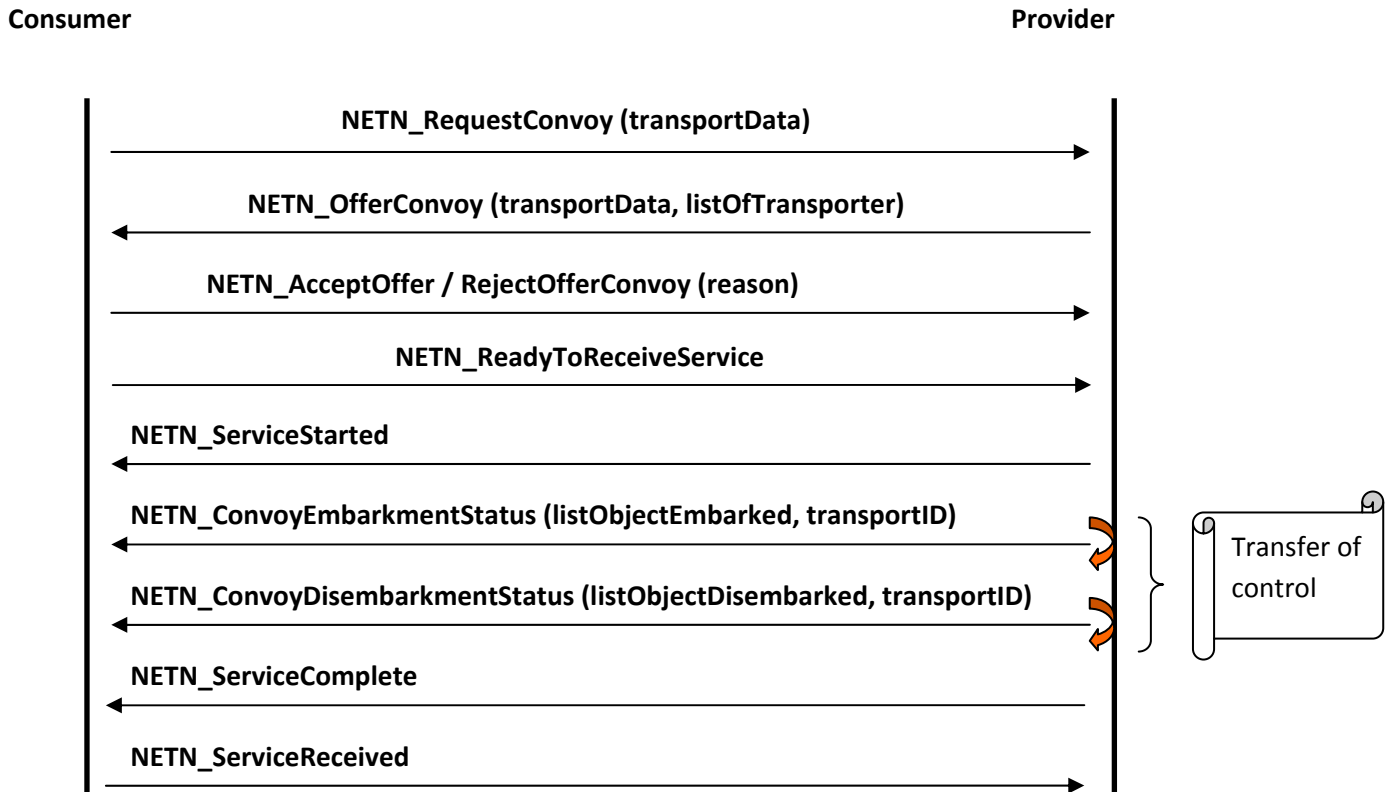 Consumer
Provider
NETN_RequestConvoy (transportData)
NETN_OfferConvoy (transportData, listOfTransporter)
NETN_AcceptOffer / RejectOfferConvoy (reason)
NETN_ReadyToReceiveService
NETN_ServiceStarted
NETN_ConvoyEmbarkmentStatus (listObjectEmbarked, transportID)
Transfer of
control
NETN_ConvoyDisembarkmentStatus (listObjectDisembarked, transportID)
NETN_ServiceComplete
NETN_ServiceReceived